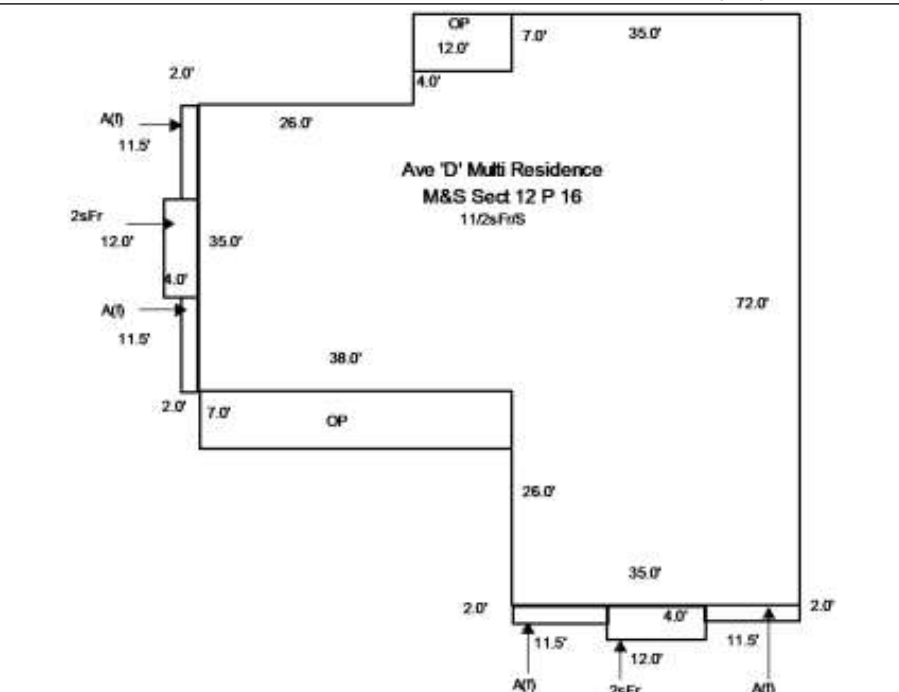 OP
12.0'
7.0'
35.0'
4.0'
2.0'
A(f)
11.5'
26.0'
Ave 'D' Multi Residence
M&S Sect 12 P 16
11/2sFr/S
2sFr
12.0'
35.0'
4.0'
A(f)
11.5'
72.0'
38.0'
2.0'
7.0'
OP
26.0'
35.0'
2.0'
4.0'
2.0'
11.5'
12.0'
11.5'
A(f)
2sFr
A(f)